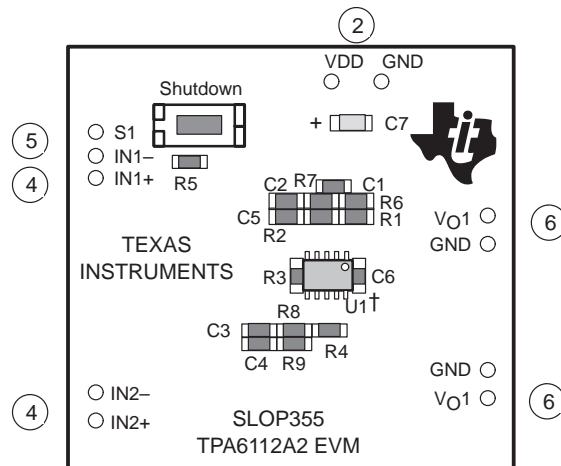 2
VDD GND
Shutdown
+ C7
5 S1
IN1–
4 IN1+
R5
R7
C2 C1
R6
C5 R1
R2
VO1
6
GND
TEXAS
INSTRUMENTS
R3 C6
U1†
R8
C3
R4
C4 R9
GND
VO1
6
4 IN2–
IN2+
SLOP355
TPA6112A2 EVM